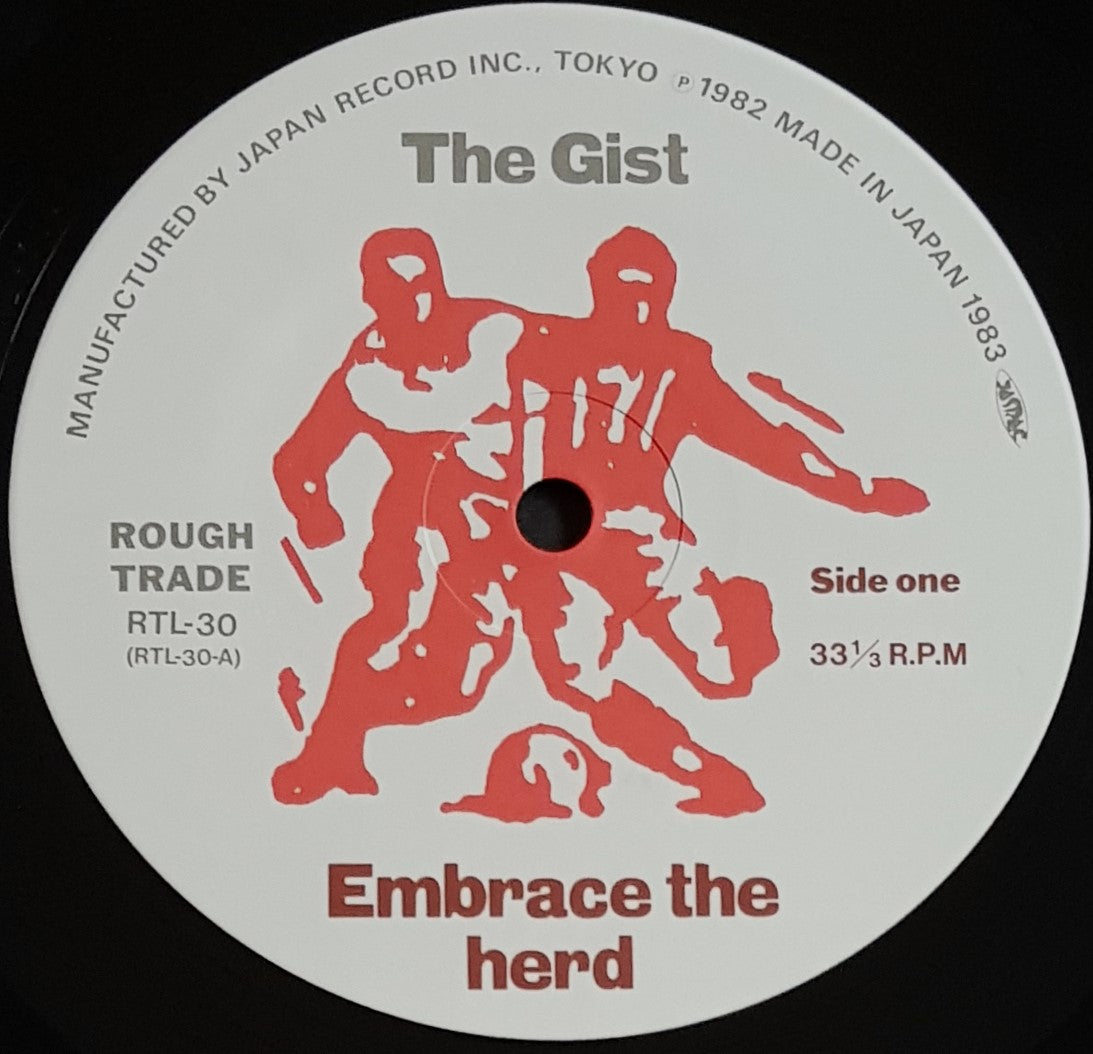 MANUFACTURED BY JAPAN RECORD INC., TOKYO ℗ 1982 MADE IN JAPAN 1983
The Gist
ROUGH
TRADE
RTL-30
(RTL-30-A)
Side one
33⅓ R.P.M
Embrace the
herd